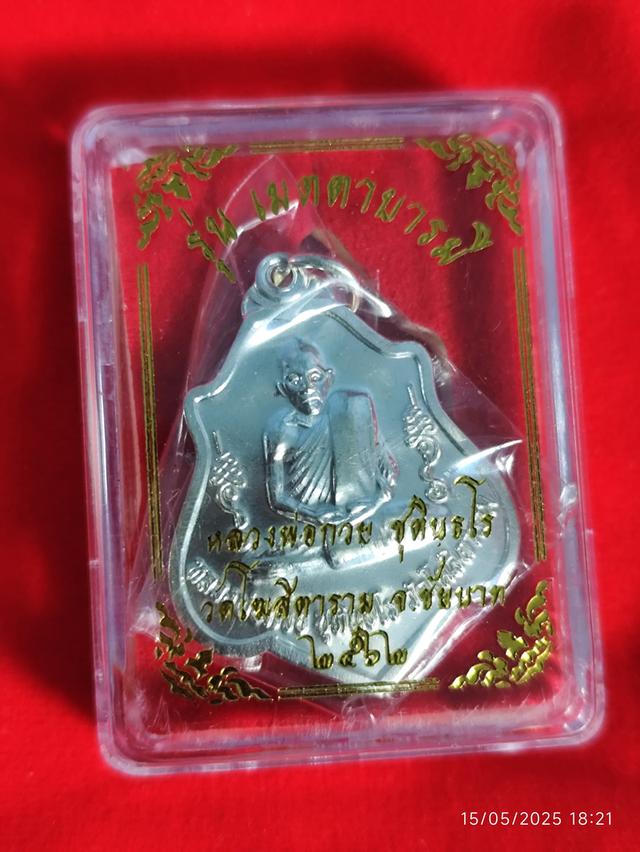 รุ่น เมตตาบารมี
หลวงพ่อกวย ชุตินฺธโร
วัดโฆสิตาราม จ.ชัยนาท
๒๕๖๒
15/05/2025 18:21